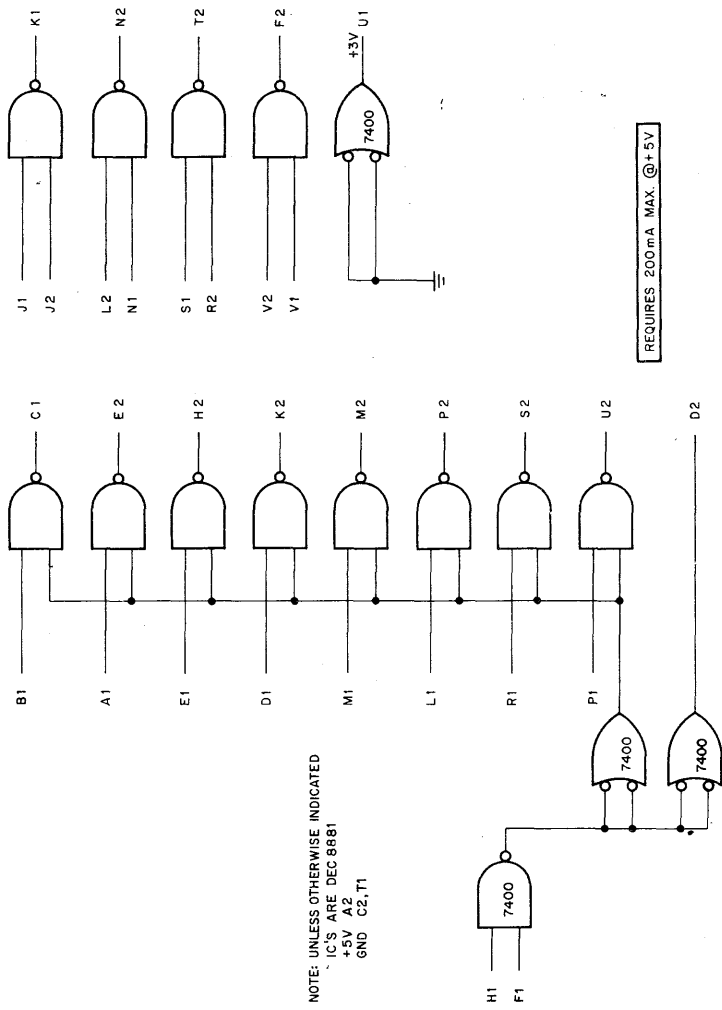 J1
J2
K1
L2
N1
N2
S1
R2
T2
V2
V1
F2
7400
+3V
U1
REQUIRES 200mA MAX. @+5V
B1
C1
A1
E2
E1
H2
D1
K2
M1
M2
L1
P2
R1
S2
P1
U2
7400
7400
D2
NOTE: UNLESS OTHERWISE INDICATED
IC'S ARE DEC 8881
+5V A2
GND C2,T1
H1
F1
7400